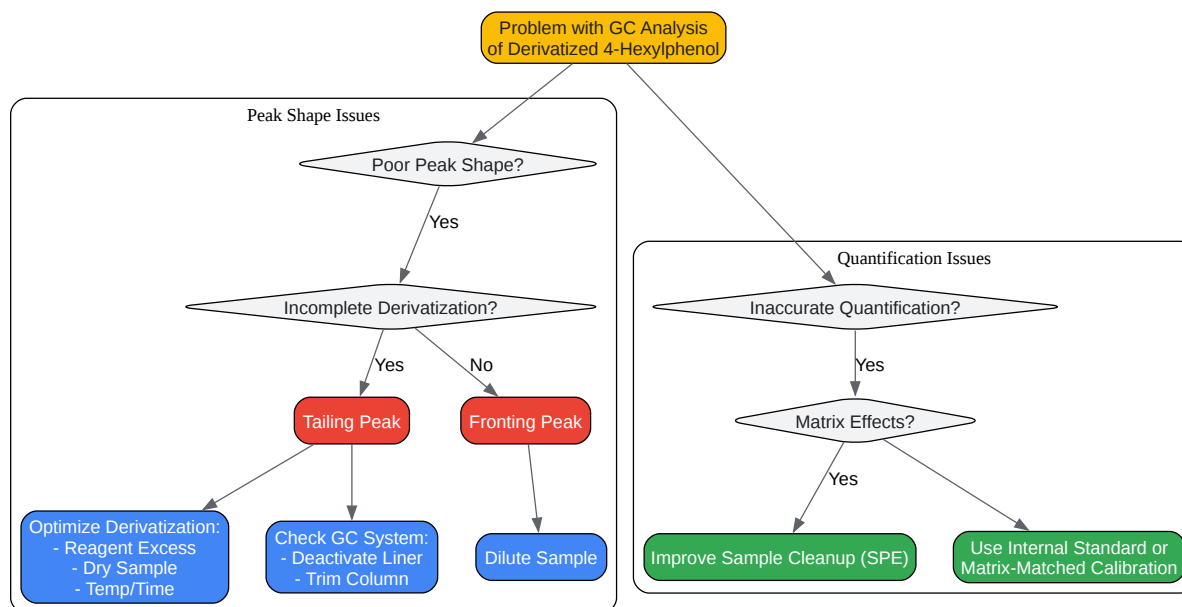 Problem with GC Analysis
of Derivatized 4-Hexylphenol
Peak Shape Issues
Poor Peak Shape?
Yes
Quantification Issues
Incomplete Derivatization?
Inaccurate Quantification?
Yes
No
Yes
Tailing Peak
Fronting Peak
Matrix Effects?
Yes
Optimize Derivatization:
- Reagent Excess
- Dry Sample
- Temp/Time
Check GC System:
- Deactivate Liner
- Trim Column
Dilute Sample
Improve Sample Cleanup (SPE)
Use Internal Standard or
Matrix-Matched Calibration